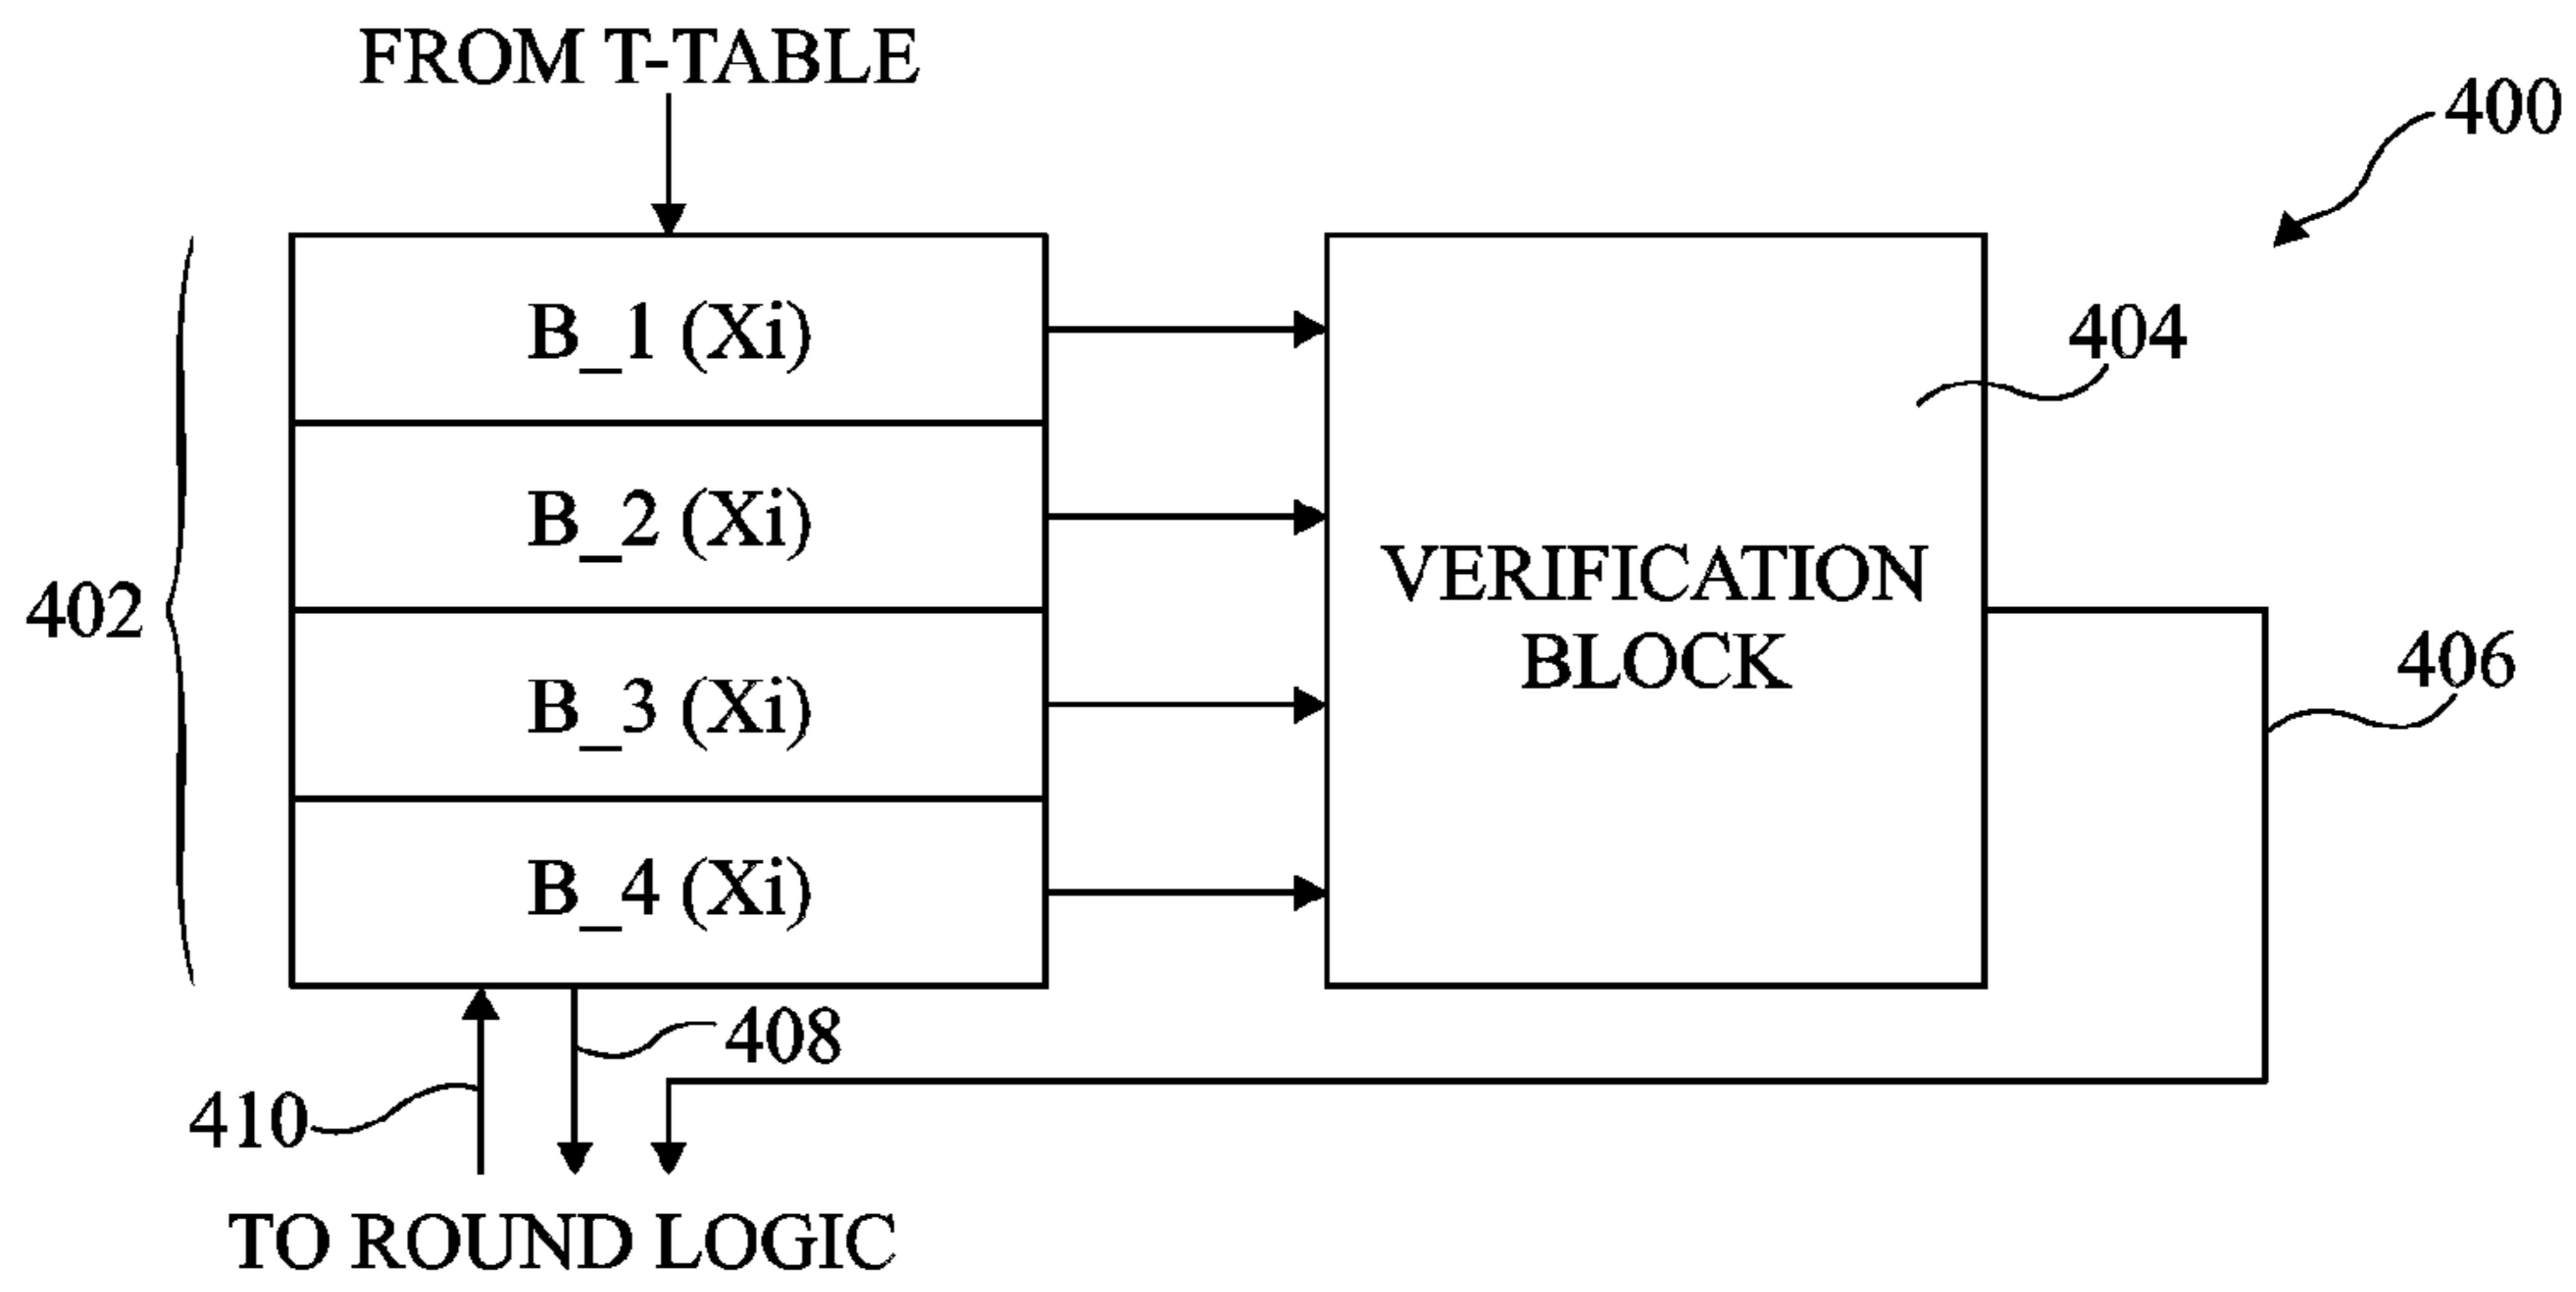 FROM T-TABLE
400
B_1 (Xi)
404
B_2 (Xi)
VERIFICATION
BLOCK
402
406
B_3 (Xi)
B_4 (Xi)
408
410
TO ROUND LOGIC